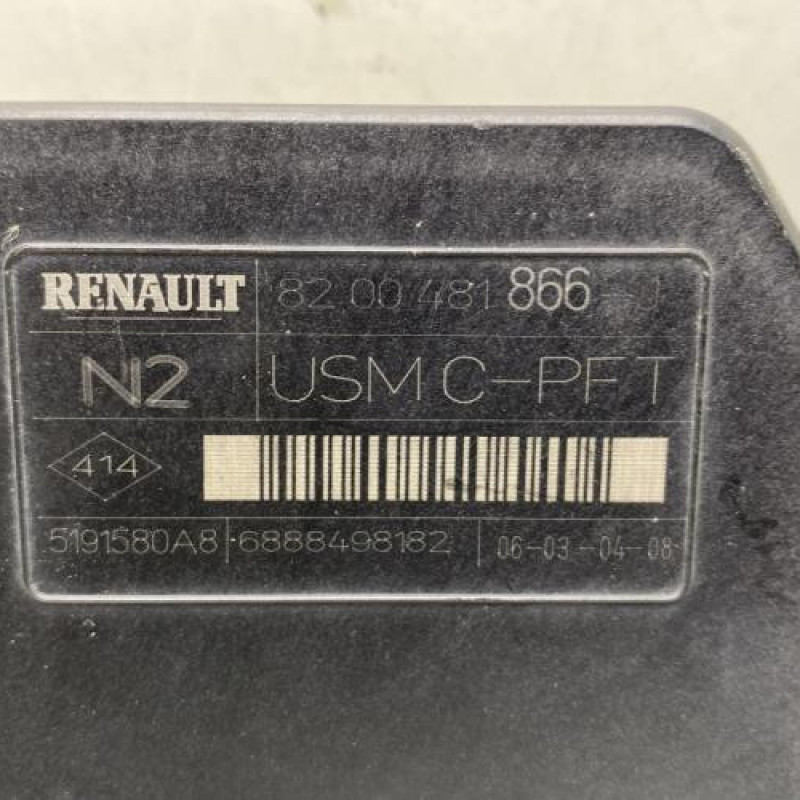 RENAULT 82 00 481 866 - J
N2 USM C-PFT
414
5191580A8 6888498182 06-03-04-08